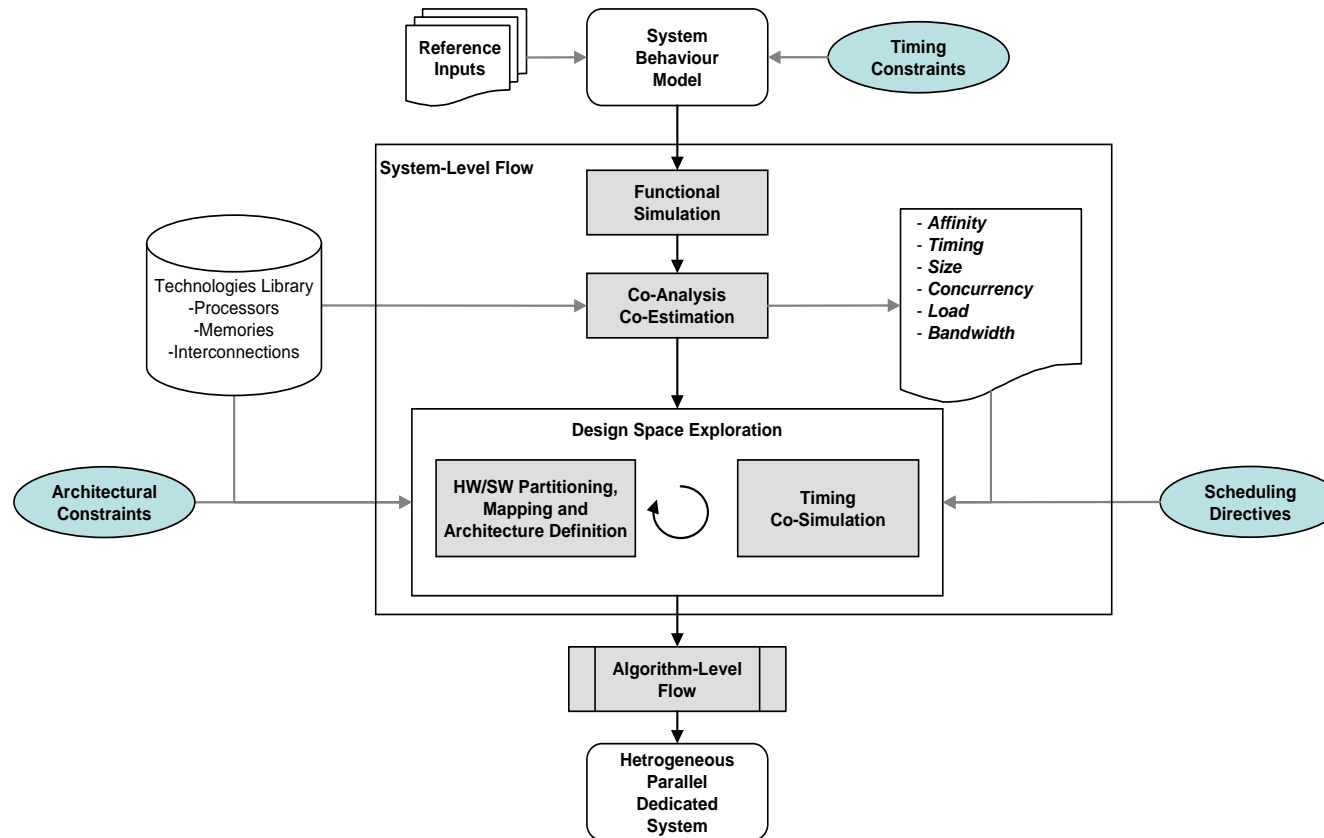 Reference
Inputs
System
Behaviour
Model
Timing
Constraints
System-Level Flow
Functional
Simulation
Technologies Library
-Processors
-Memories
-Interconnections
Co-Analysis
Co-Estimation
- Affinity
- Timing
- Size
- Concurrency
- Load
- Bandwidth
Design Space Exploration
Architectural
Constraints
HW/SW Partitioning,
Mapping and
Architecture Definition
Timing
Co-Simulation
Scheduling
Directives
Algorithm-Level
Flow
Hetrogeneous
Parallel
Dedicated
System